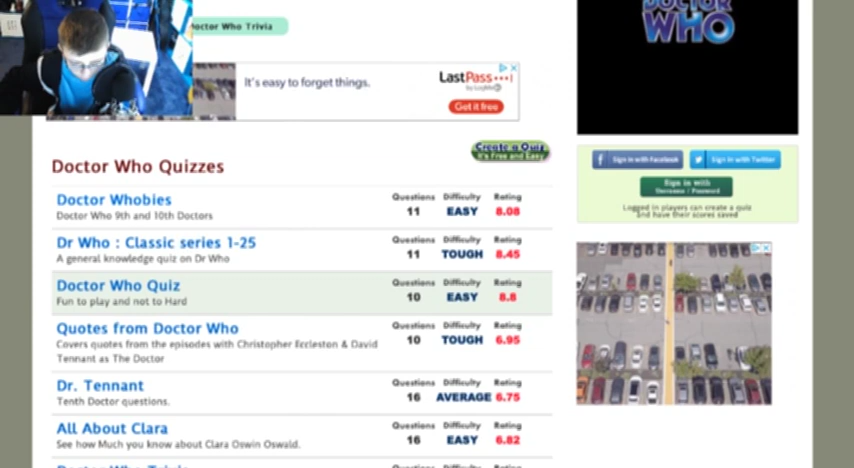 Doctor Who Trivia
It's easy to forget things.
LastPass
by LogMeIn
Get it free
DOCTOR
WHO
Create a Quiz
It's Free and Easy
Doctor Who Quizzes
Sign in with Facebook
Sign in with Twitter
Sign in with
Username / Password
Logged in players can create a quiz
and have their scores saved
Doctor Whobies
Doctor Who 9th and 10th Doctors
Questions Difficulty Rating
11 EASY 8.08
Dr Who : Classic series 1-25
A general knowledge quiz on Dr Who
Questions Difficulty Rating
11 TOUGH 8.45
Doctor Who Quiz
Fun to play and not to Hard
Questions Difficulty Rating
10 EASY 8.8
Quotes from Doctor Who
Covers quotes from the episodes with Christopher Eccleston & David
Tennant as The Doctor
Questions Difficulty Rating
10 TOUGH 6.95
Dr. Tennant
Tenth Doctor questions.
Questions Difficulty Rating
16 AVERAGE 6.75
All About Clara
See how Much you know about Clara Oswin Oswald.
Questions Difficulty Rating
16 EASY 6.82
Questions Difficulty Rating